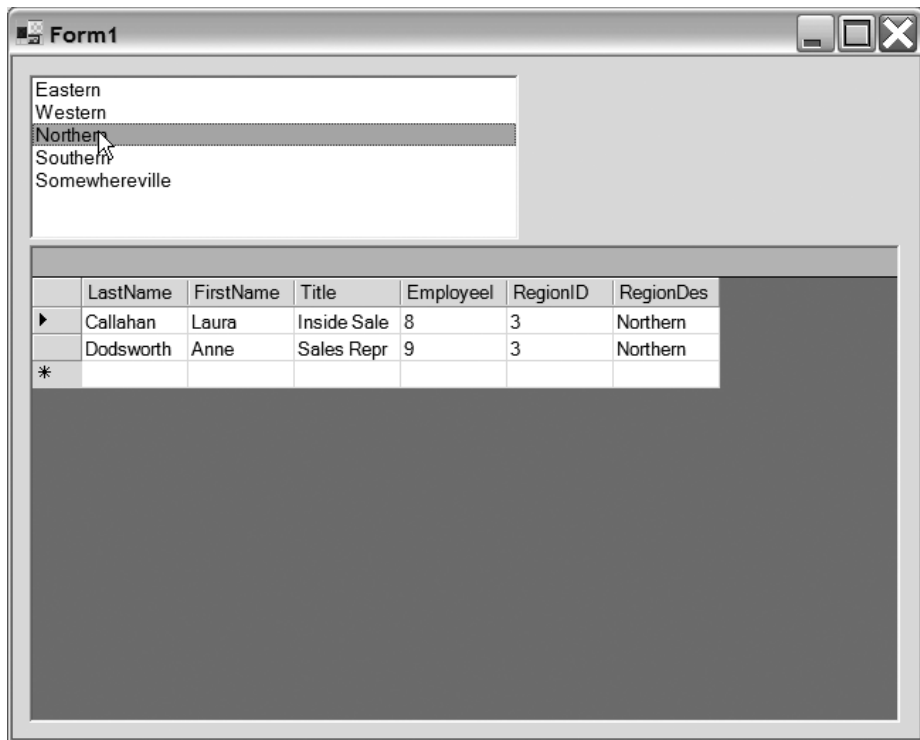 Form1
Eastern
Western
Northern
Southern
Somewhereville
LastName FirstName Title EmployeeI RegionID RegionDes
Callahan Laura Inside Sale 8 3 Northern
Dodsworth Anne Sales Repr 9 3 Northern